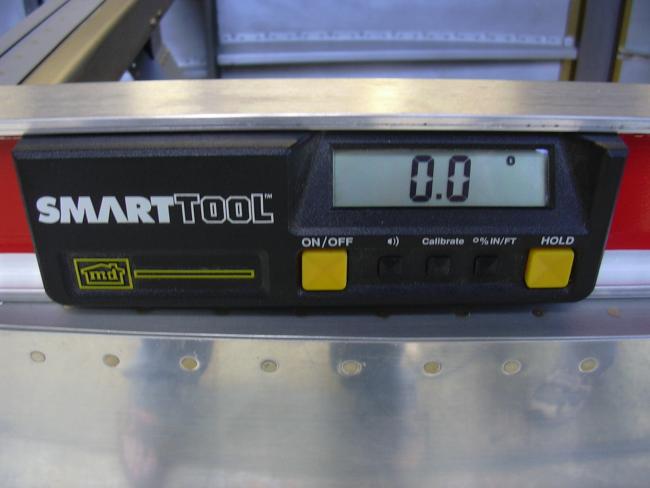 SMARTTOOL™
md
0.0 °
ON/OFF
Calibrate
°%IN/FT
HOLD